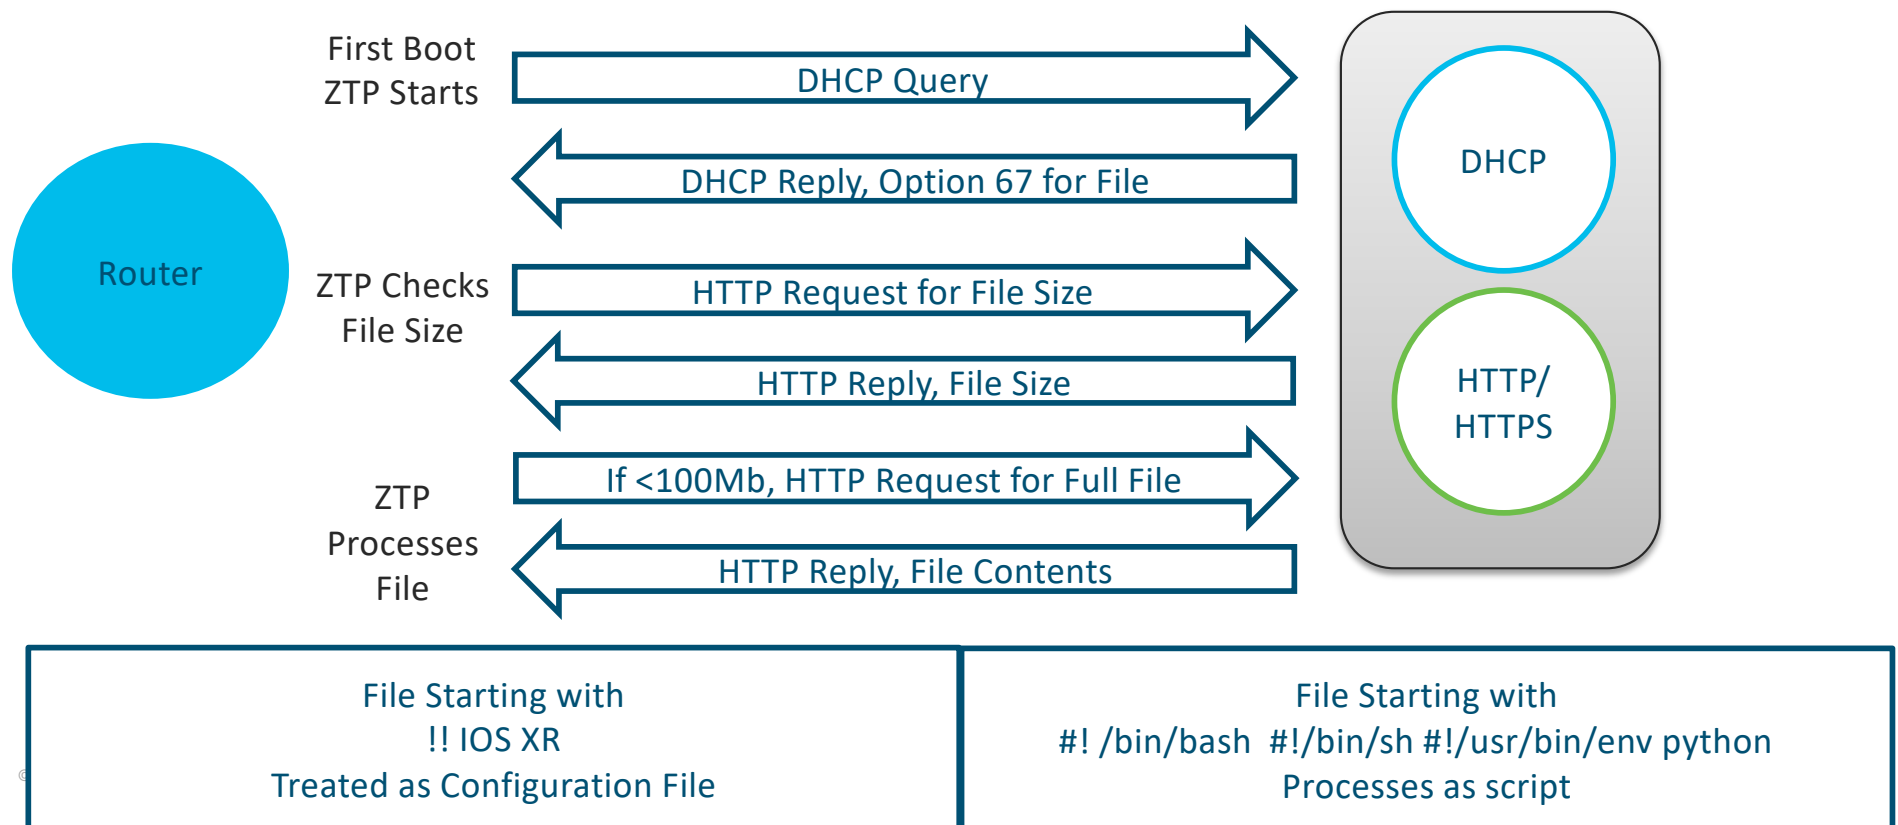 First Boot
ZTP Starts
DHCP Query
DHCP Reply, Option 67 for File
DHCP
Router
ZTP Checks
File Size
HTTP Request for File Size
HTTP Reply, File Size
HTTP/
HTTPS
If <100Mb, HTTP Request for Full File
ZTP
Processes
File
HTTP Reply, File Contents
File Starting with
!! IOS XR
Treated as Configuration File
File Starting with
#! /bin/bash  #!/bin/sh #!/usr/bin/env python
Processes as script
©